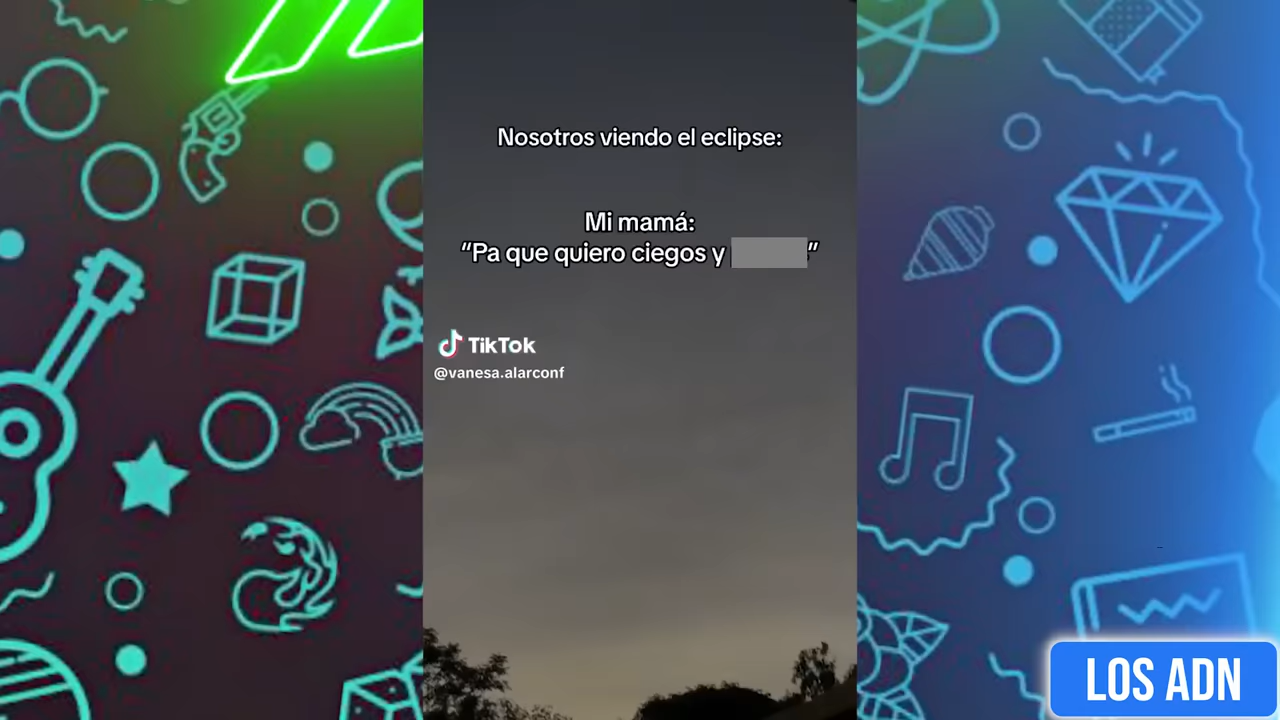 Nosotros viendo el eclipse:
Mi mamá:
“Pa que quiero ciegos y ”
TikTok
@vanesa.alarconf
LOS ADN